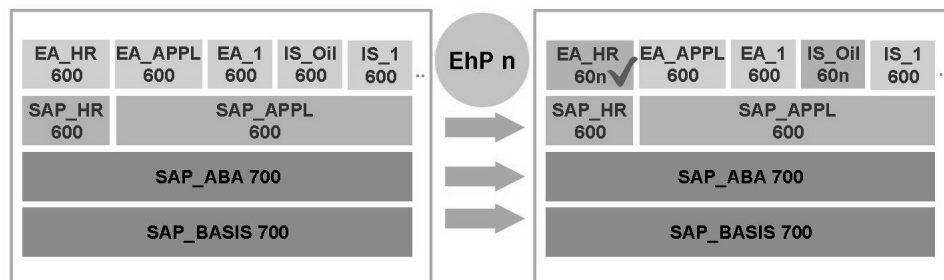 EA_HR EA_APPL EA_1 IS_Oil IS_1
600 600 600 600 600 ..
SAP_HR SAP_APPL
600 600
SAP_ABA 700
SAP_BASIS 700
EhP n
EA_HR EA_APPL EA_1 IS_Oil IS_1
60n 600 600 60n 600 .
SAP_HR SAP_APPL
600 600
SAP_ABA 700
SAP_BASIS 700